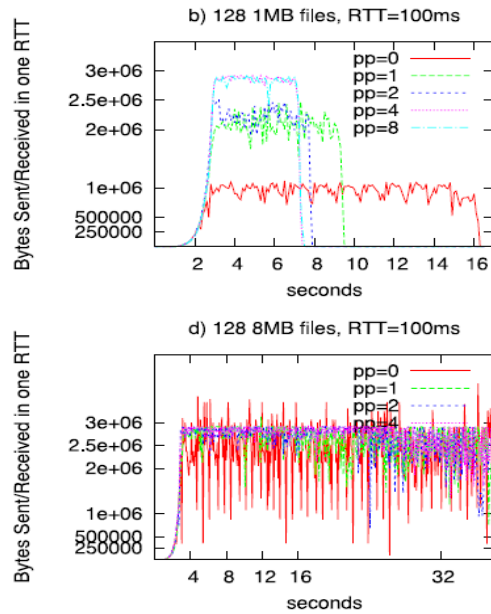 b) 128 1MB files, RTT=100ms
Bytes Sent/Received in one RTT
3e+06
2.5e+06
2e+06
1e+06
500000
250000
pp=0
pp=1
pp=2
pp=4
pp=8
2 4 6 8 10 12 14 16
seconds
d) 128 8MB files, RTT=100ms
Bytes Sent/Received in one RTT
3e+06
2.5e+06
2e+06
1e+06
500000
250000
pp=0
pp=1
pp=2
pp=4
4 8 12 16 32
seconds